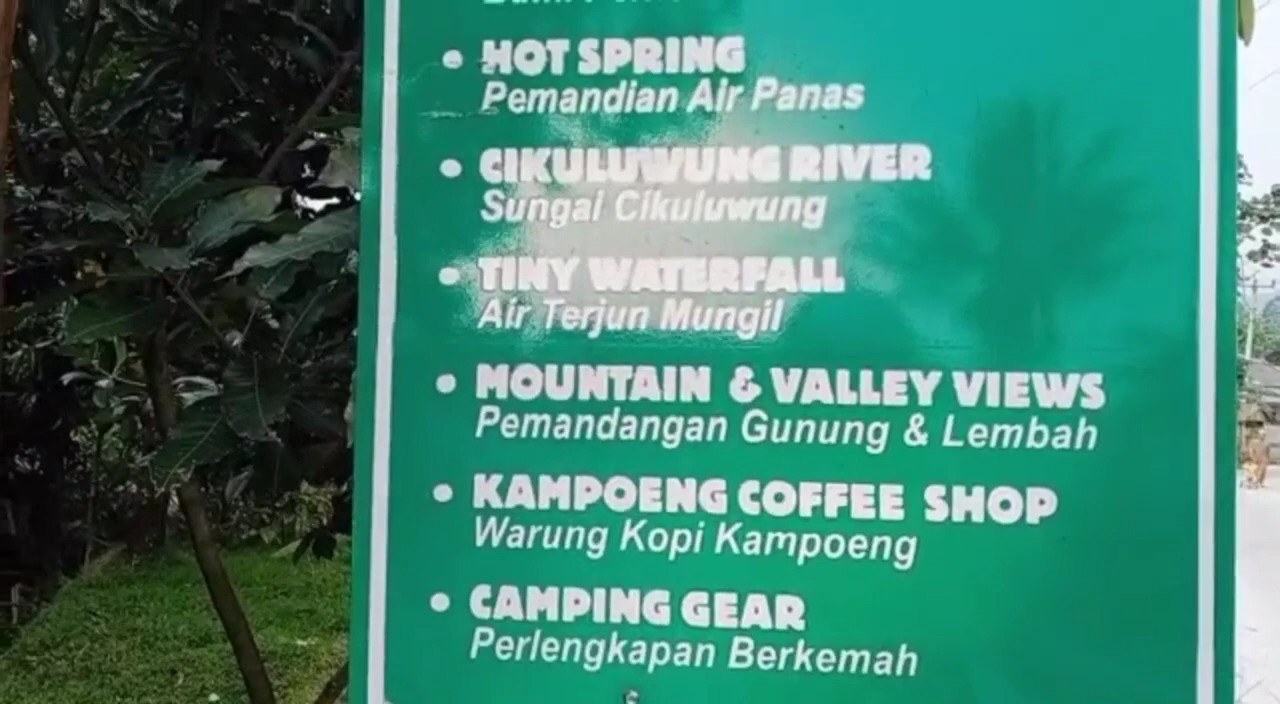 • HOT SPRING
Pemandian Air Panas
• CIKULUWUNG RIVER
Sungai Cikuluwung
• TINY WATERFALL
Air Terjun Mungil
• MOUNTAIN & VALLEY VIEWS
Pemandangan Gunung & Lembah
• KAMPOENG COFFEE SHOP
Warung Kopi Kampoeng
• CAMPING GEAR
Perlengkapan Berkemah